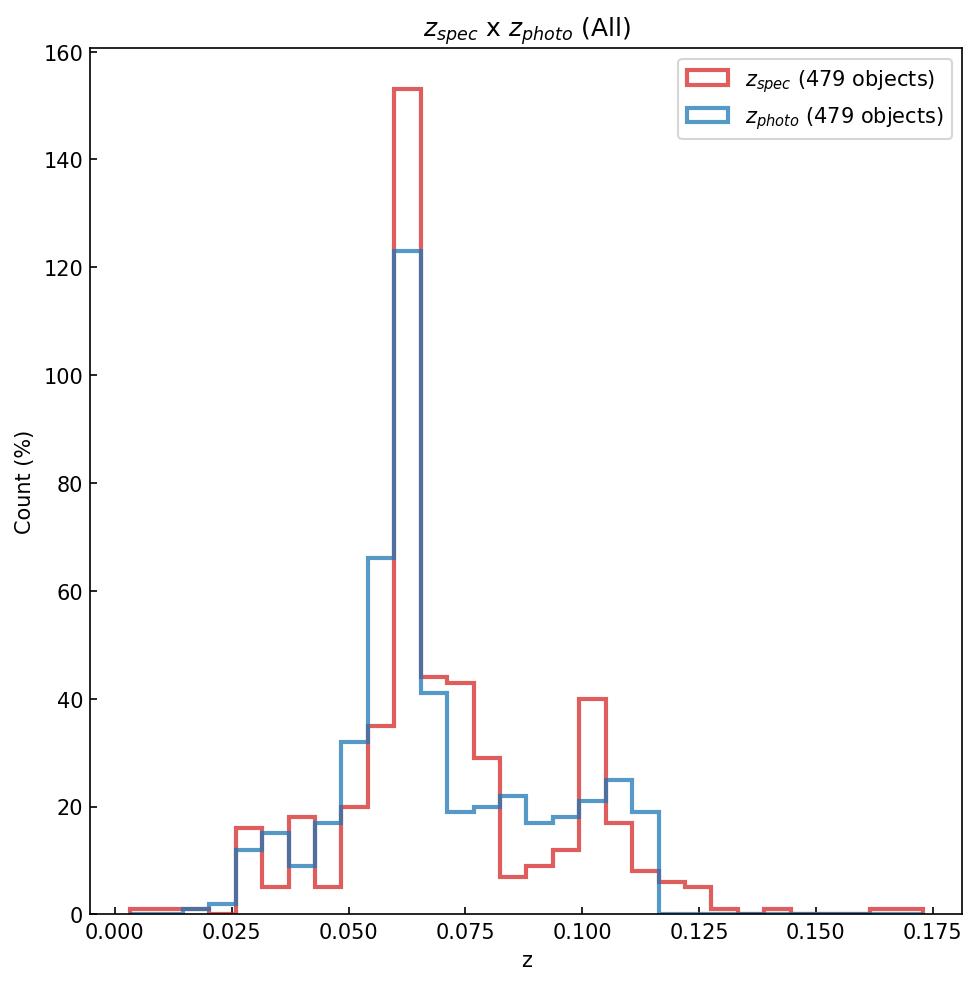 z_spec x z_photo (All)
z_spec (479 objects)
z_photo (479 objects)
Count (%)
160
140
120
100
80
60
40
20
0
0.000 0.025 0.050 0.075 0.100 0.125 0.150 0.175
z